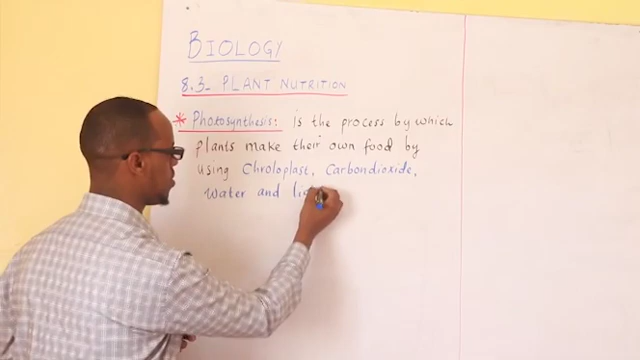 BIOLOGY
8.3- PLANT NUTRITION
* Photosynthesis: is the process by which
plants make their own food by
using Chroloplast, Carbondioxide,
water and